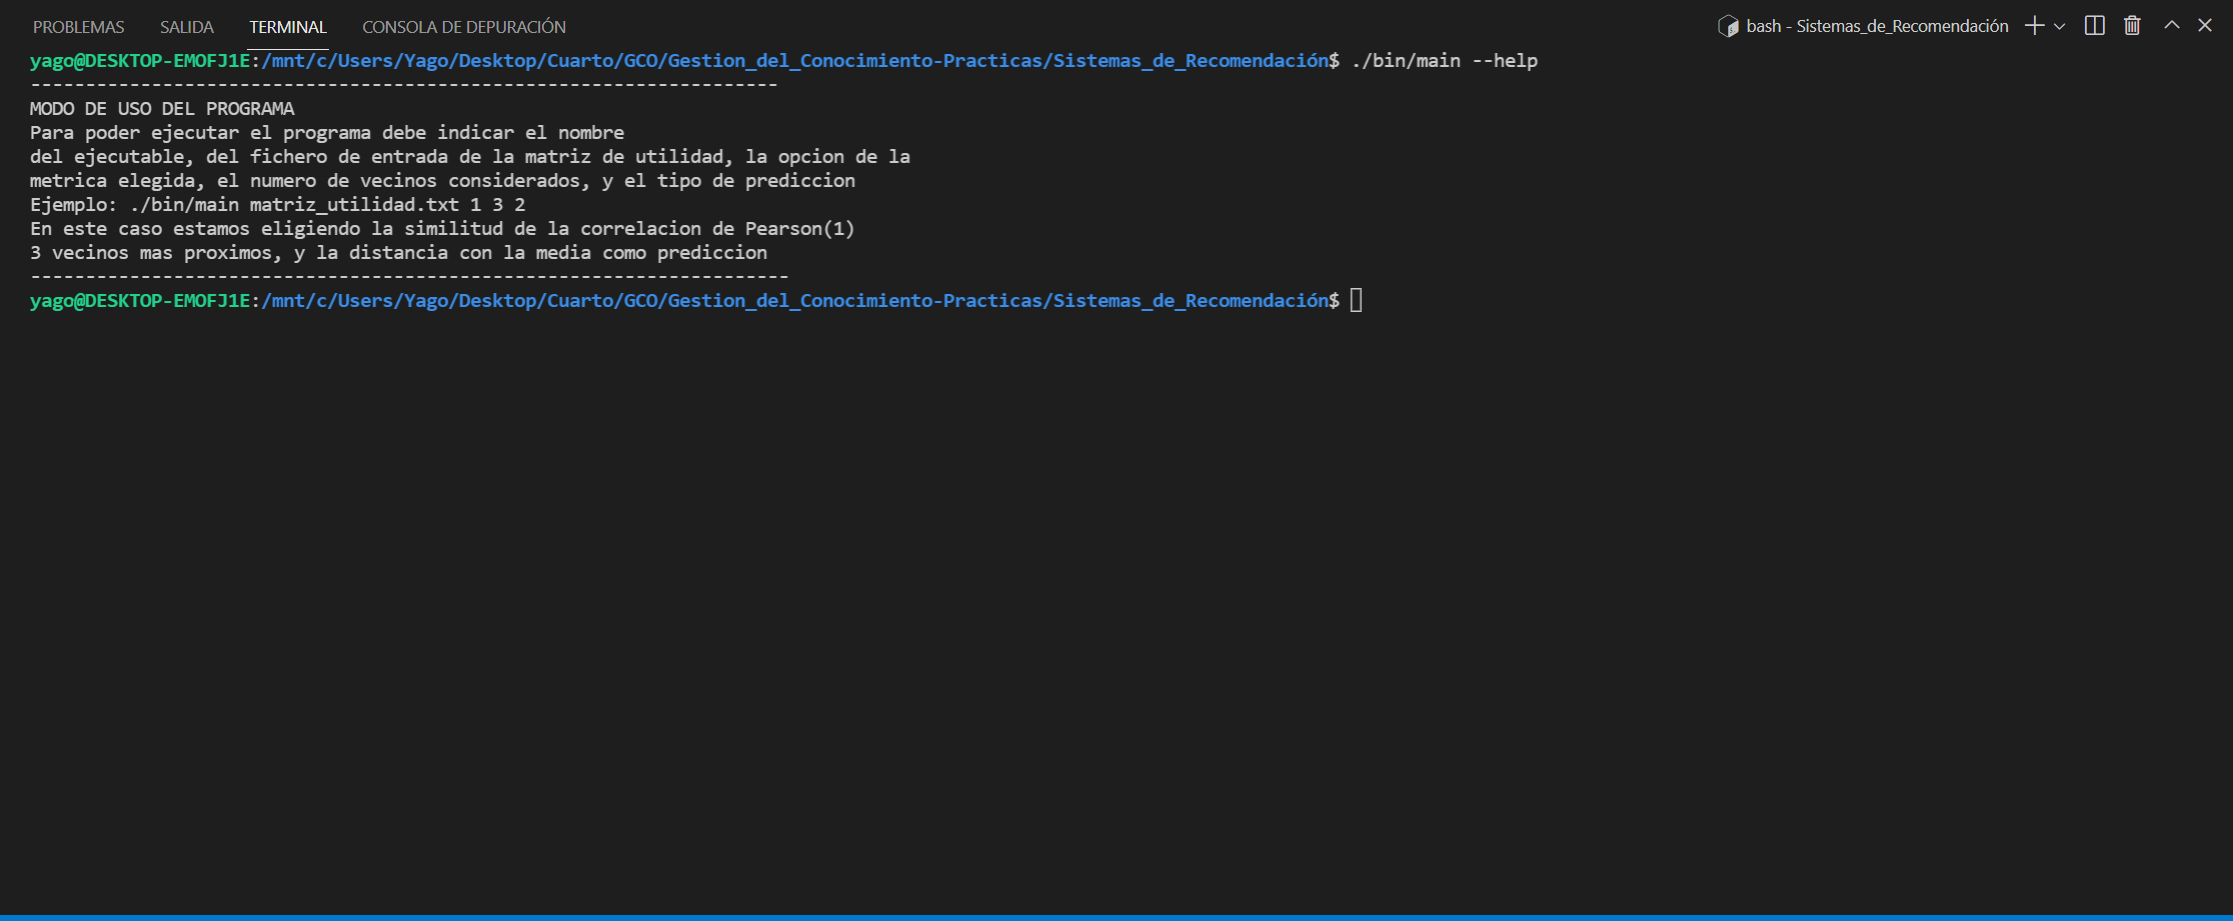 PROBLEMAS SALIDA TERMINAL CONSOLA DE DEPURACIÓN bash - Sistemas_de_Recomendación
yago@DESKTOP-EMOFJ1E:/mnt/c/Users/Yago/Desktop/Cuarto/GCO/Gestion_del_Conocimiento-Practicas/Sistemas_de_Recomendación$ ./bin/main --help
--------------------------------------------------------------------
MODO DE USO DEL PROGRAMA
Para poder ejecutar el programa debe indicar el nombre
del ejecutable, del fichero de entrada de la matriz de utilidad, la opcion de la
metrica elegida, el numero de vecinos considerados, y el tipo de prediccion
Ejemplo: ./bin/main matriz_utilidad.txt 1 3 2
En este caso estamos eligiendo la similitud de la correlacion de Pearson(1)
3 vecinos mas proximos, y la distancia con la media como prediccion
---------------------------------------------------------------------
yago@DESKTOP-EMOFJ1E:/mnt/c/Users/Yago/Desktop/Cuarto/GCO/Gestion_del_Conocimiento-Practicas/Sistemas_de_Recomendación$